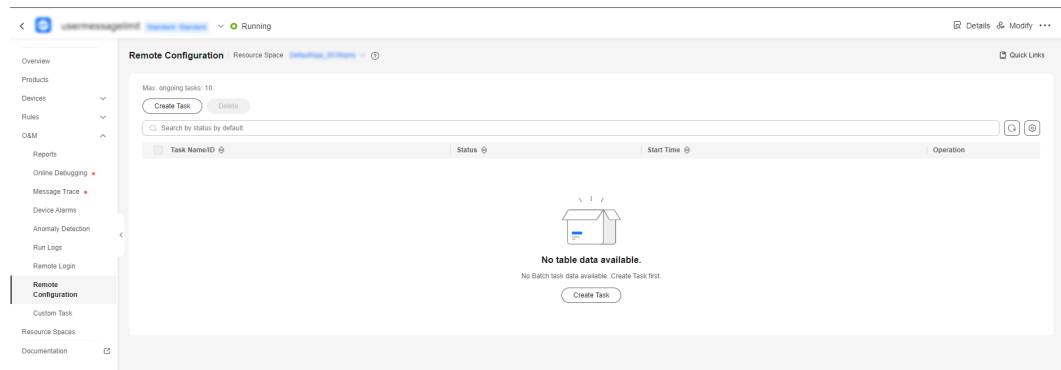 usermessagelimit Running Details Modify
Overview
Products
Devices
Rules
O&M
Reports
Online Debugging
Message Trace
Device Alarms
Anomaly Detection
Run Logs
Remote Login
Remote
Configuration
Custom Task
Resource Spaces
Documentation
Remote Configuration Resource Space Quick Links
Max. ongoing tasks: 10.
Create Task Delete
Search by status by default.
Task Name/ID Status Start Time Operation
No table data available.
No Batch task data available. Create Task first.
Create Task